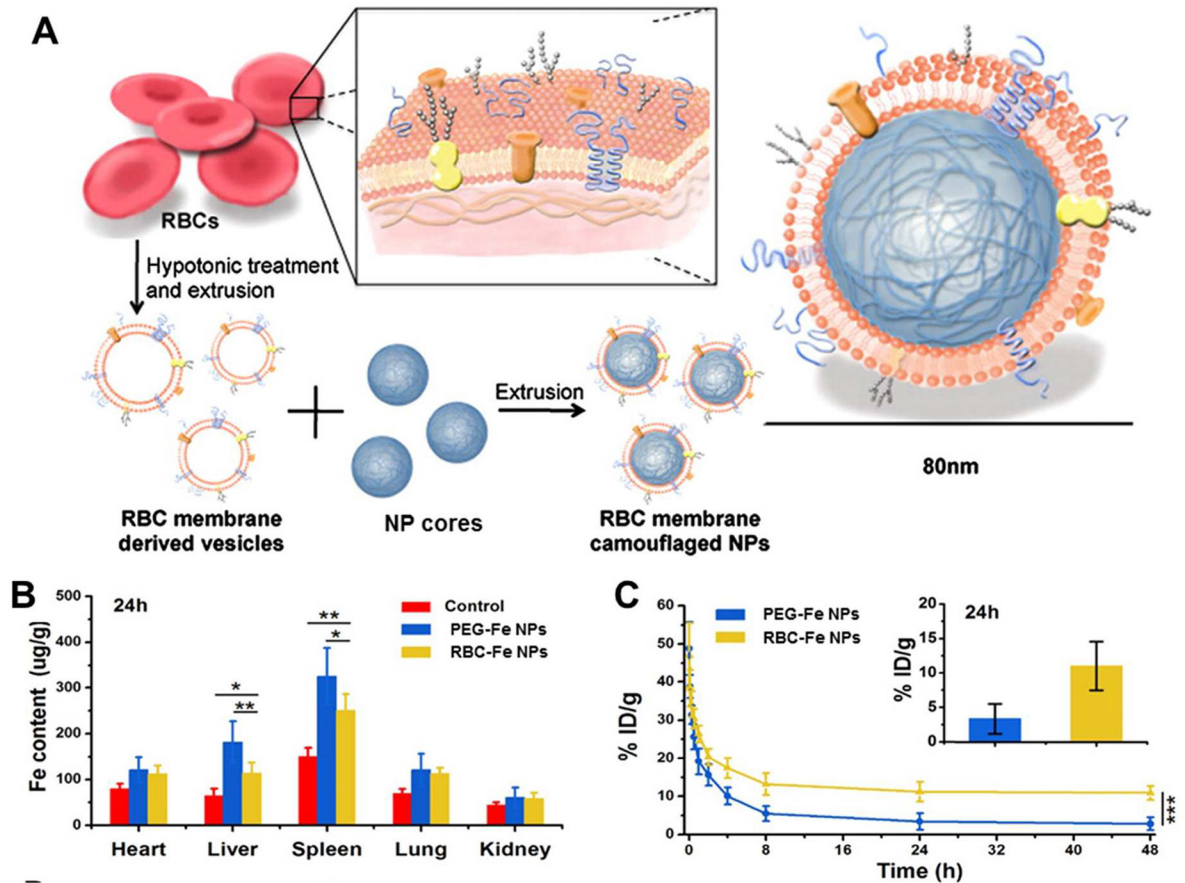 A
RBCs
Hypotonic treatment
and extrusion
Extrusion
RBC membrane
derived vesicles
NP cores
RBC membrane
camouflaged NPs
80nm
B
24h
Control
PEG-Fe NPs
RBC-Fe NPs
Fe content (ug/g)
500
400
300
200
100
0
*
**
**
*
Heart
Liver
Spleen
Lung
Kidney
C
PEG-Fe NPs
RBC-Fe NPs
% ID/g
60
50
40
30
20
10
0
0
8
16
24
32
40
48
Time (h)
***
24h
% ID/g
20
15
10
5
0